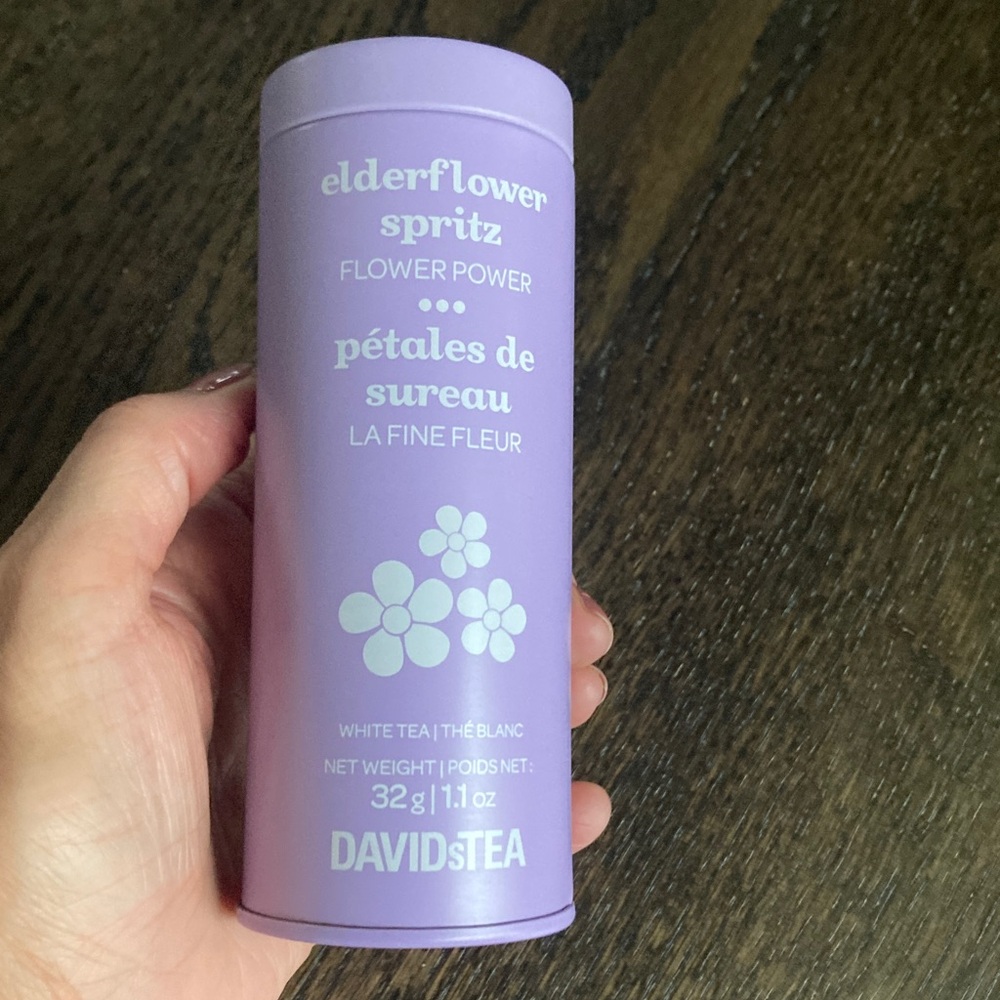 elderflower
spritz
FLOWER POWER
•••
pétales de
sureau
LA FINE FLEUR
WHITE TEA | THÉ BLANC
NET WEIGHT | POIDS NET :
32 g | 1.1 oz
DAVIDsTEA